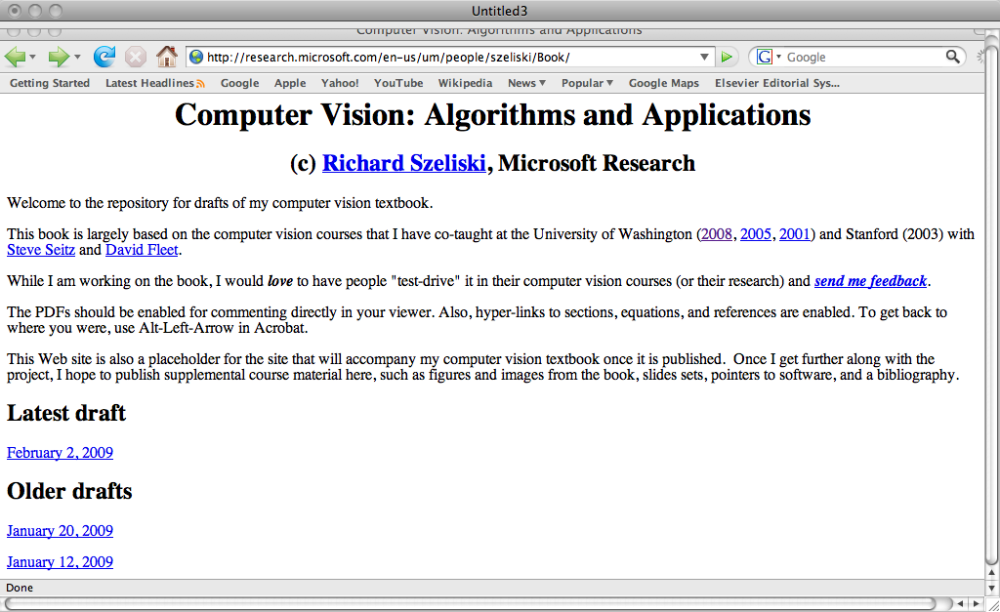 Untitled3
Computer Vision: Algorithms and Applications
http://research.microsoft.com/en-us/um/people/szeliski/Book/
G Google
Getting Started Latest Headlines Google Apple Yahoo! YouTube Wikipedia News Popular Google Maps Elsevier Editorial Sys...
Computer Vision: Algorithms and Applications
(c) Richard Szeliski, Microsoft Research
Welcome to the repository for drafts of my computer vision textbook.
This book is largely based on the computer vision courses that I have co-taught at the University of Washington (2008, 2005, 2001) and Stanford (2003) with
Steve Seitz and David Fleet.
While I am working on the book, I would love to have people "test-drive" it in their computer vision courses (or their research) and send me feedback.
The PDFs should be enabled for commenting directly in your viewer. Also, hyper-links to sections, equations, and references are enabled. To get back to
where you were, use Alt-Left-Arrow in Acrobat.
This Web site is also a placeholder for the site that will accompany my computer vision textbook once it is published. Once I get further along with the
project, I hope to publish supplemental course material here, such as figures and images from the book, slides sets, pointers to software, and a bibliography.
Latest draft
February 2, 2009
Older drafts
January 20, 2009
January 12, 2009
Done